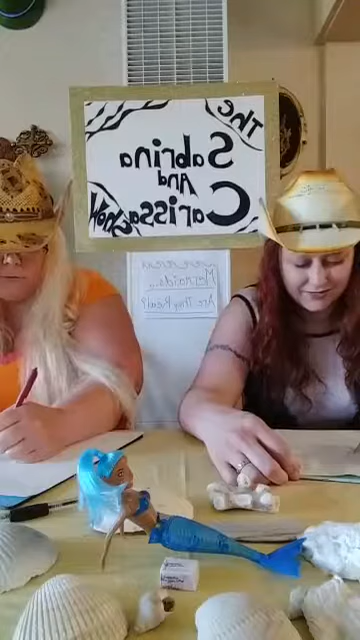 The
Sabrina
And
Carissa Show
Mermaids...
Are They Real?